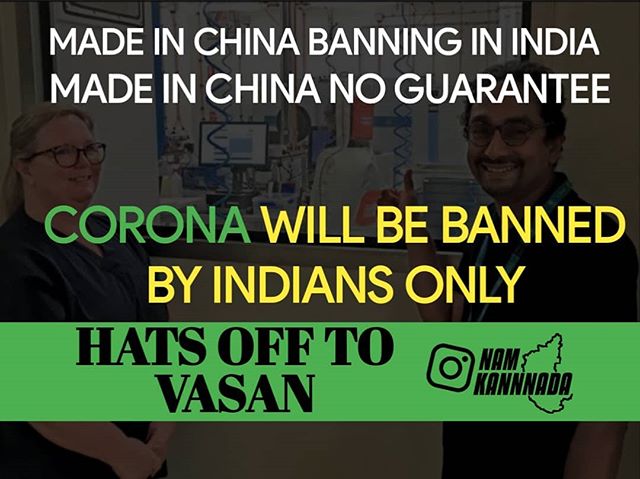 MADE IN CHINA BANNING IN INDIA
MADE IN CHINA NO GUARANTEE
CORONA WILL BE BANNED
BY INDIANS ONLY
HATS OFF TO
VASAN
NAM
KANNNADA